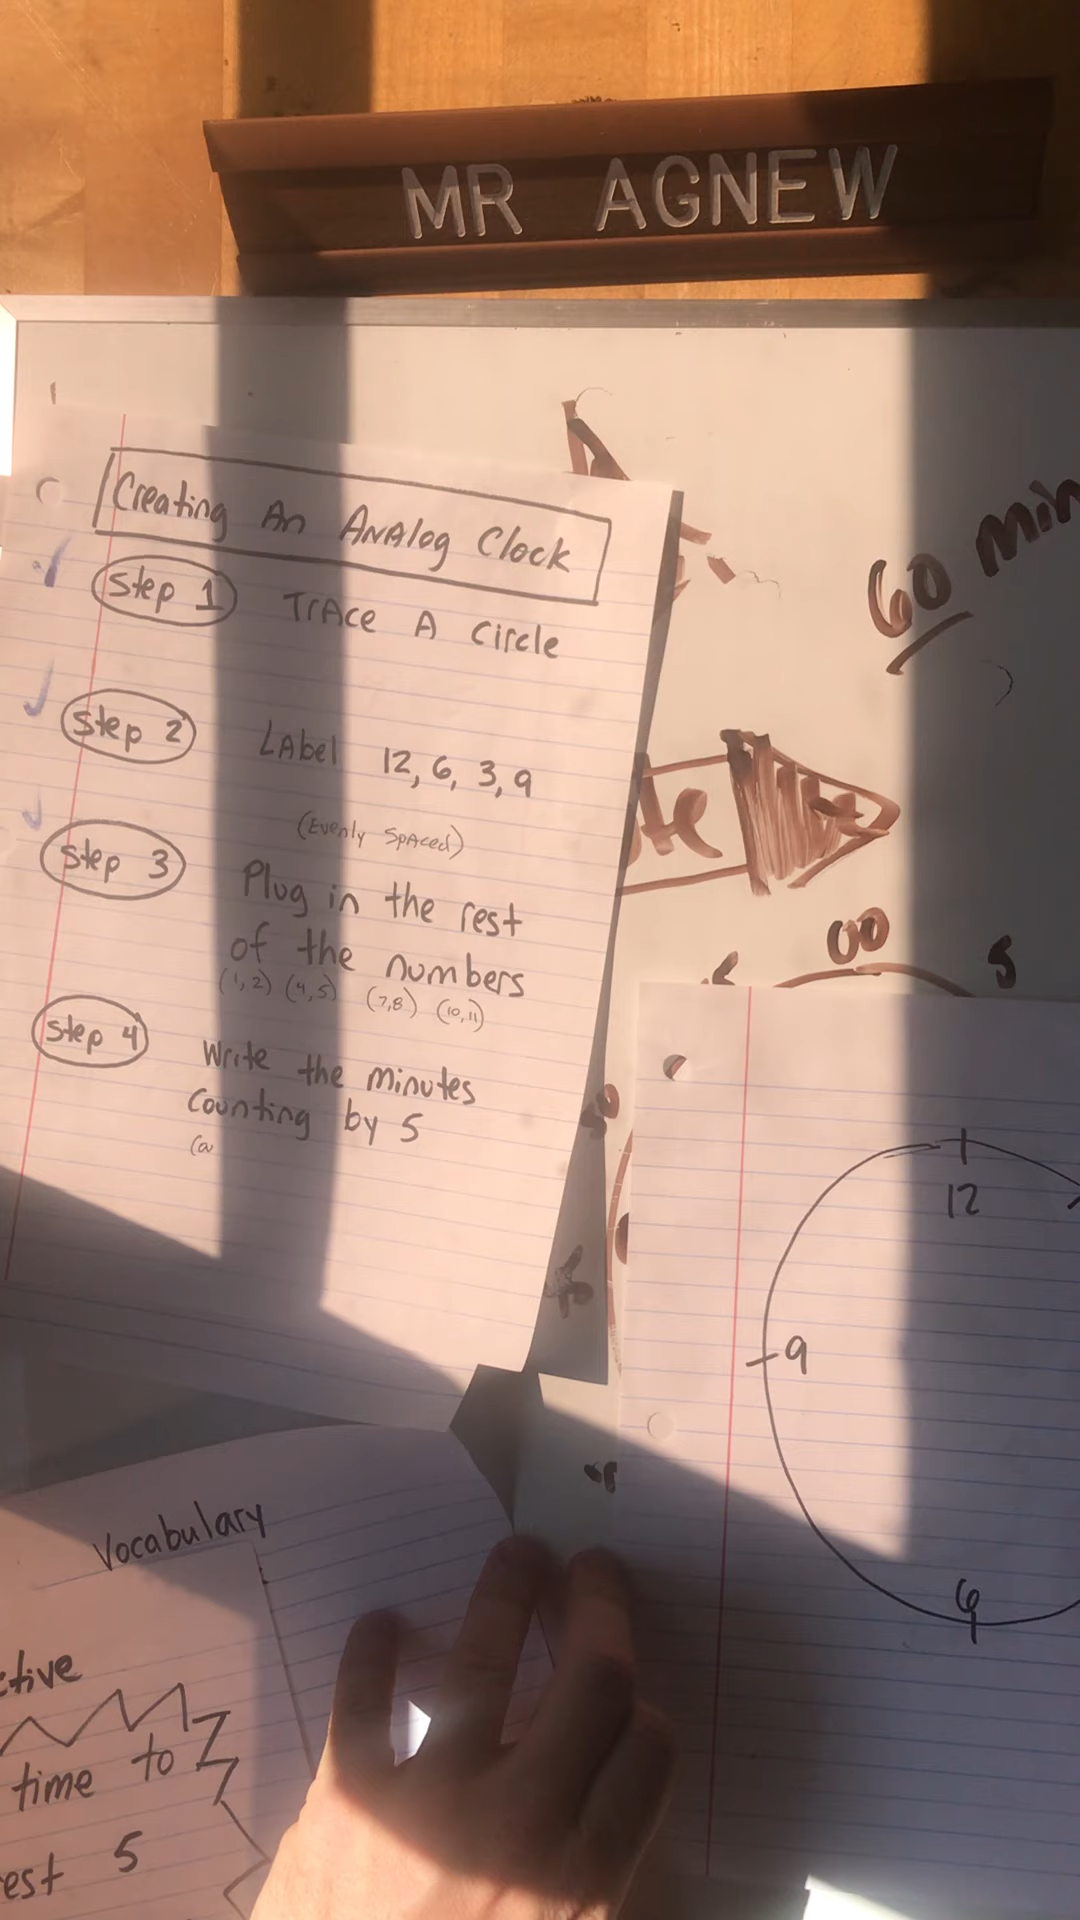 MR AGNEW
Creating An Analog Clock
Step 1 Trace A Circle
Step 2 Label 12, 6, 3, 9
(Evenly Spaced)
Step 3 Plug in the rest
of the numbers
(1,2) (4,5) (7,8) (10,11)
Step 4 Write the minutes
Counting by 5
60 min
00
5
12
9
6
Vocabulary
time to
5